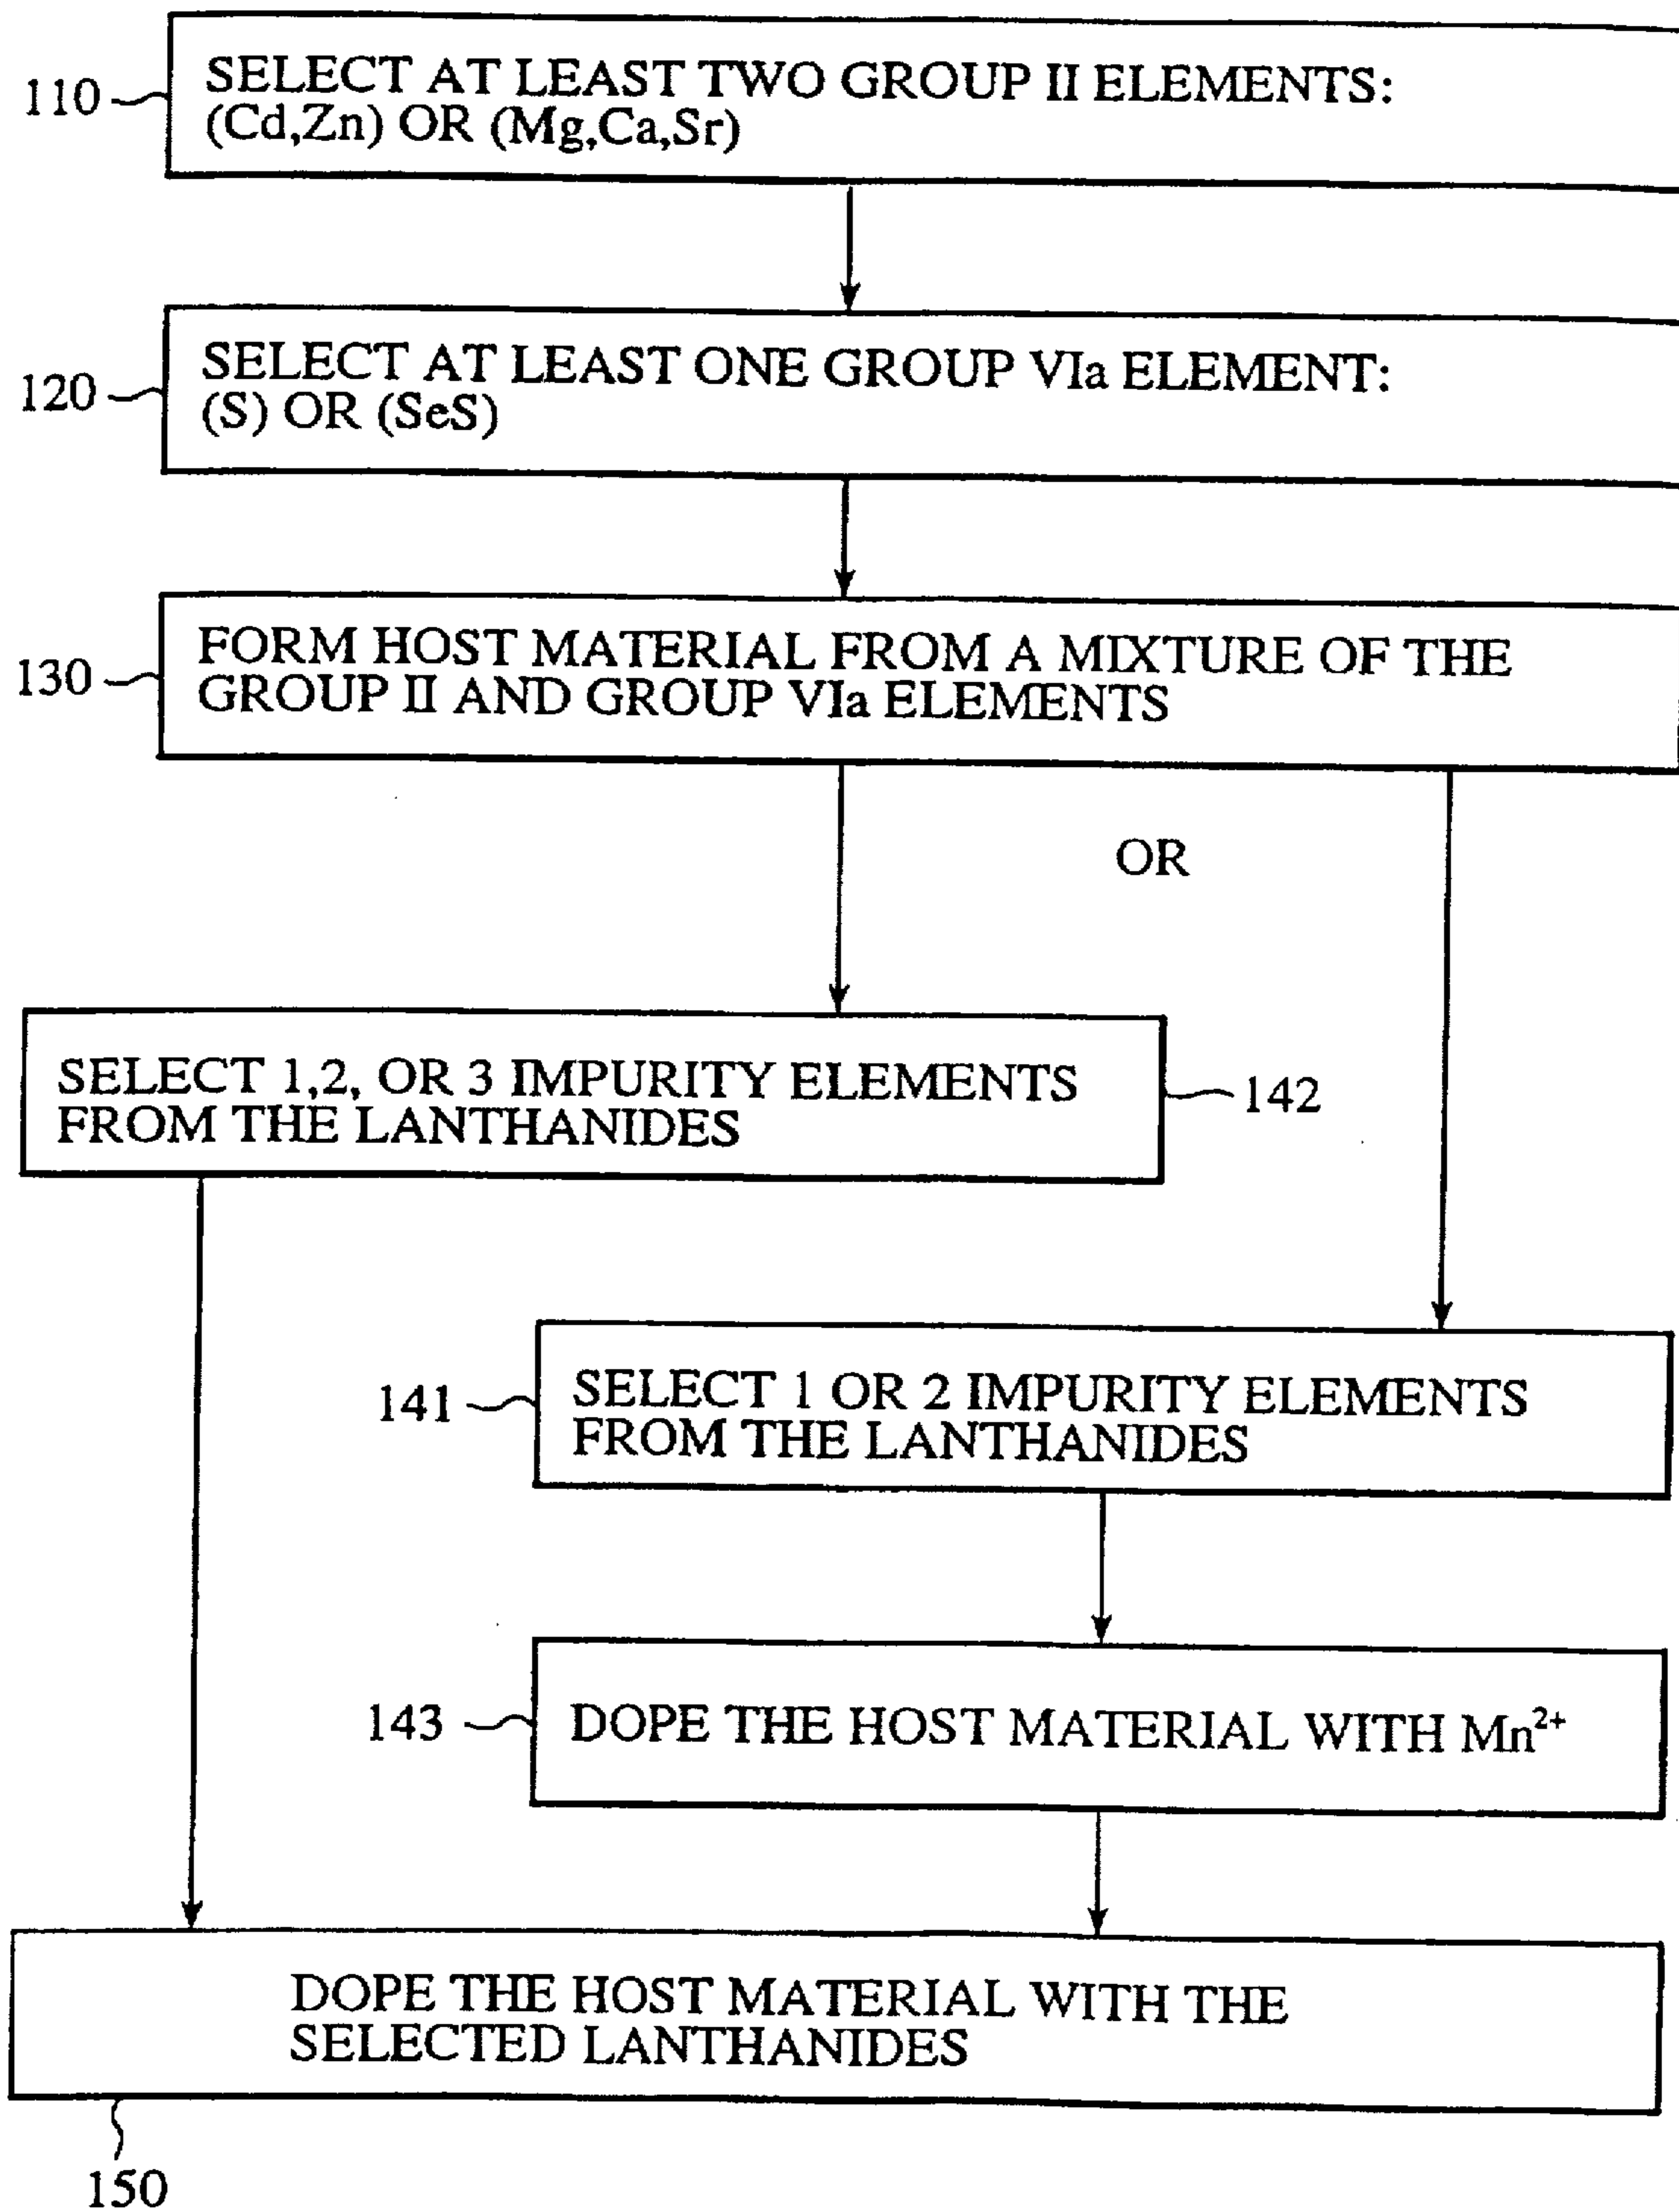 SELECT AT LEAST TWO GROUP II ELEMENTS:
110
(Cd,Zn) OR (Mg,Ca,Sr)
SELECT AT LEAST ONE GROUP VIa ELEMENT:
120
(S) OR (SeS)
FORM HOST MATERIAL FROM A MIXTURE OF THE
130
GROUP II AND GROUP VIa ELEMENTS
OR
SELECT 1,2, OR 3 IMPURITY ELEMENTS
142
FROM THE LANTHANIDES
SELECT 1 OR 2 IMPURITY ELEMENTS
141
FROM THE LANTHANIDES
143
DOPE THE HOST MATERIAL WITH Mn²⁺
DOPE THE HOST MATERIAL WITH THE
SELECTED LANTHANIDES
150